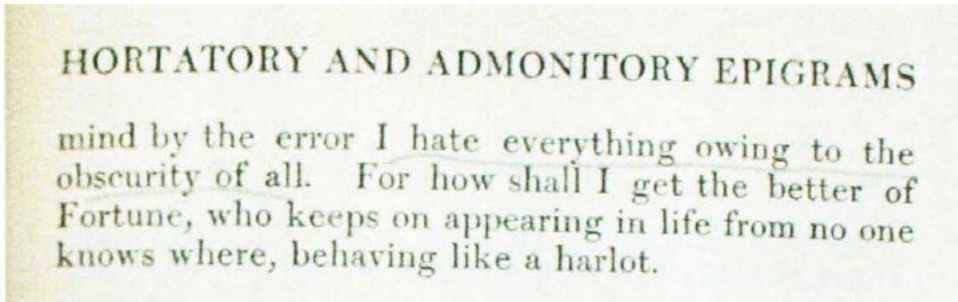 HORTATORY AND ADMONITORY EPIGRAMS
mind by the error I hate everything owing to the
obscurity of all. For how shall I get the better of
Fortune, who keeps on appearing in life from no one
knows where, behaving like a harlot.